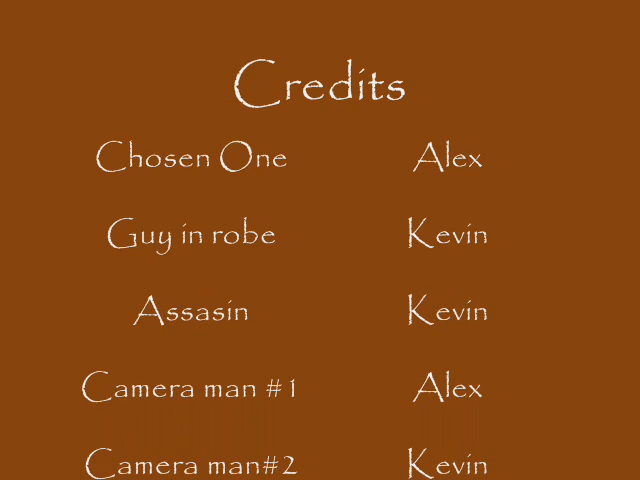 Credits
Chosen One Alex
Guy in robe Kevin
Assasin Kevin
Camera man #1 Alex
Camera man#2 Kevin